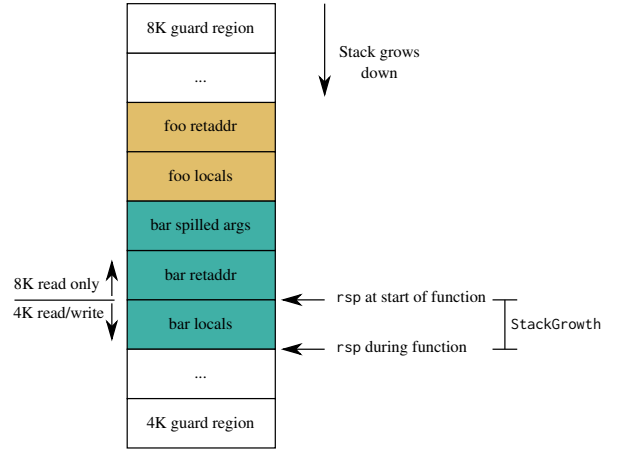 8K guard region
Stack grows
down
...
foo retaddr
foo locals
bar spilled args
bar retaddr
8K read only
4K read/write
rsp at start of function
bar locals
StackGrowth
rsp during function
...
4K guard region